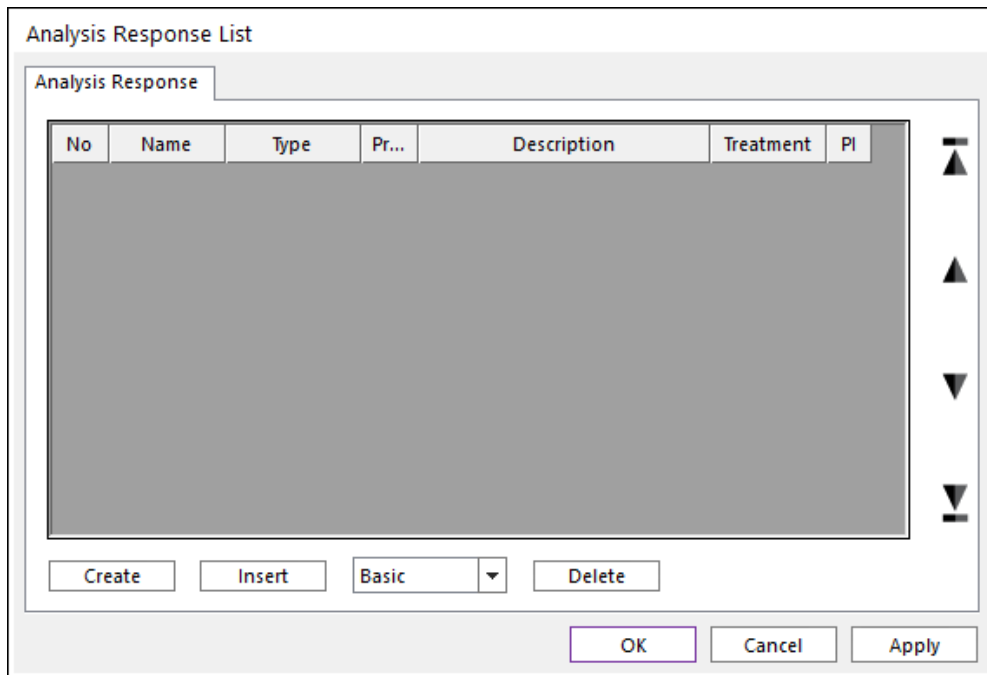 Analysis Response List
Analysis Response
No Name Type Pr... Description Treatment PI
Create Insert Basic Delete
OK Cancel Apply